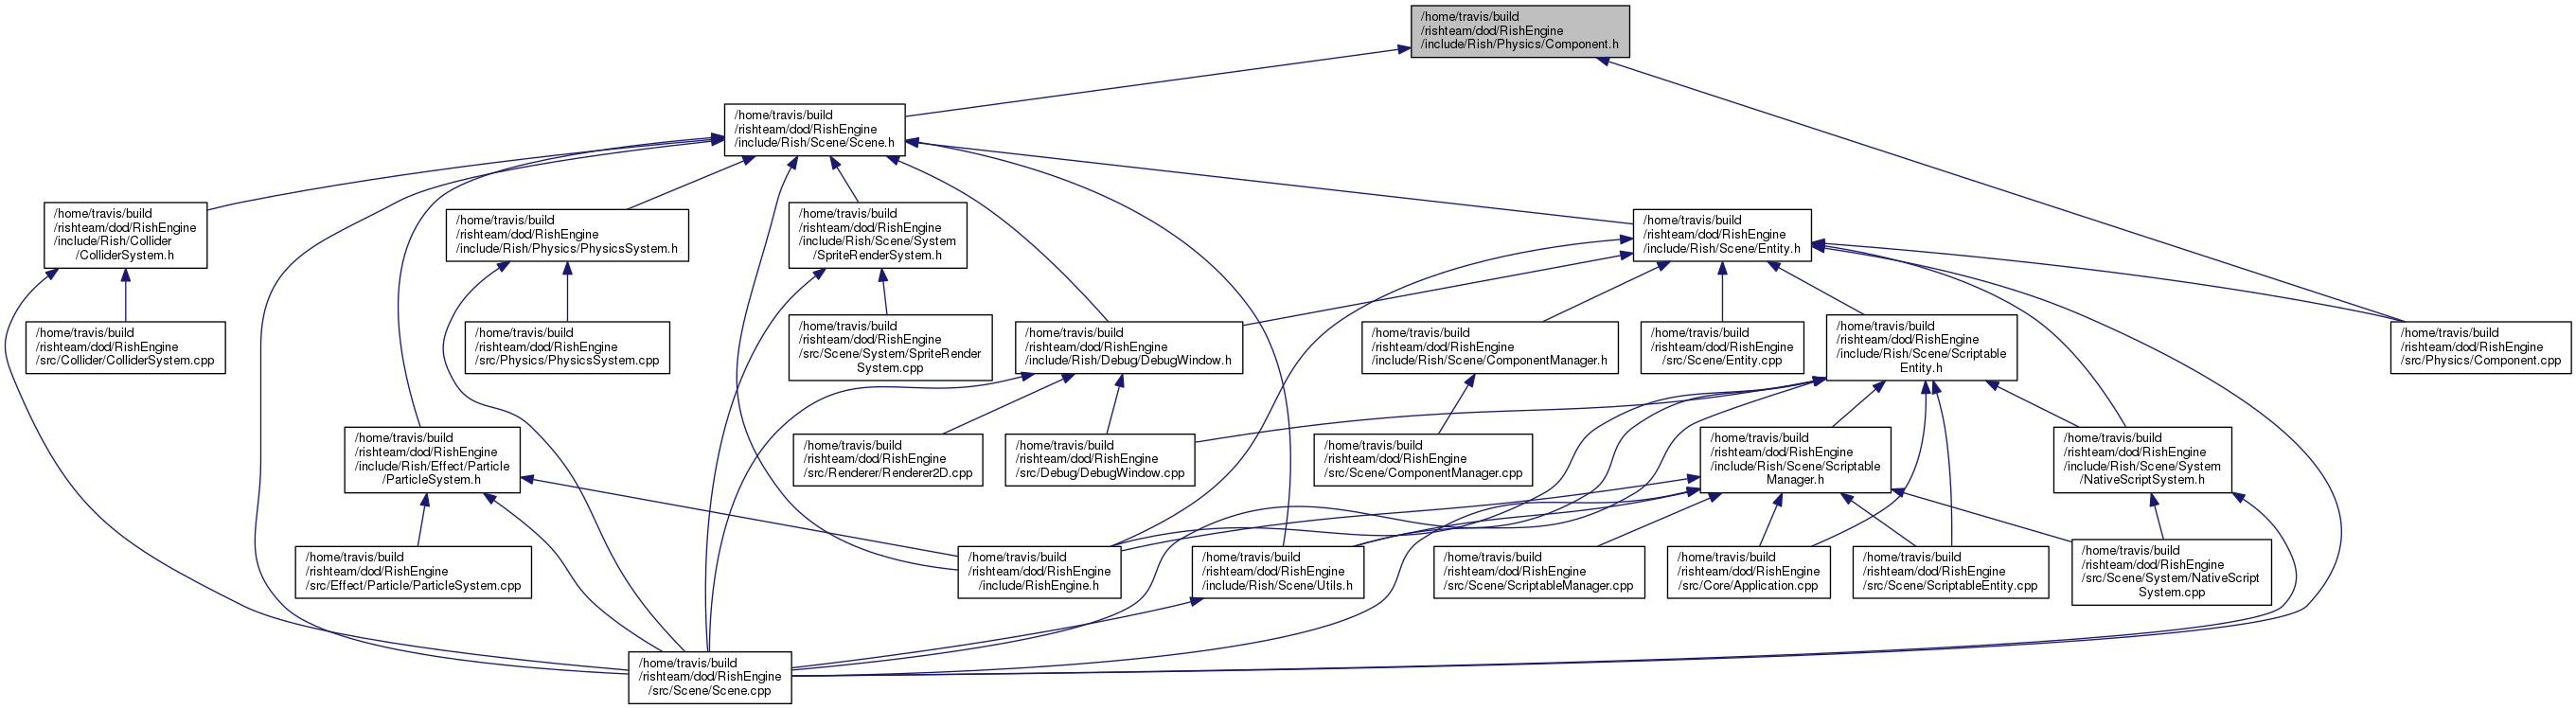 /home/travis/build
/rishteam/dod/RishEngine
/include/Rish/Physics/Component.h
/home/travis/build
/rishteam/dod/RishEngine
/include/Rish/Scene/Scene.h
/home/travis/build
/rishteam/dod/RishEngine
/include/Rish/Collider
/ColliderSystem.h
/home/travis/build
/rishteam/dod/RishEngine
/include/Rish/Physics/PhysicsSystem.h
/home/travis/build
/rishteam/dod/RishEngine
/include/Rish/Scene/System
/SpriteRenderSystem.h
/home/travis/build
/rishteam/dod/RishEngine
/include/Rish/Scene/Entity.h
/home/travis/build
/rishteam/dod/RishEngine
/src/Collider/ColliderSystem.cpp
/home/travis/build
/rishteam/dod/RishEngine
/src/Physics/PhysicsSystem.cpp
/home/travis/build
/rishteam/dod/RishEngine
/src/Scene/System/SpriteRender
System.cpp
/home/travis/build
/rishteam/dod/RishEngine
/include/Rish/Debug/DebugWindow.h
/home/travis/build
/rishteam/dod/RishEngine
/include/Rish/Scene/ComponentManager.h
/home/travis/build
/rishteam/dod/RishEngine
/src/Scene/Entity.cpp
/home/travis/build
/rishteam/dod/RishEngine
/include/Rish/Scene/Scriptable
Entity.h
/home/travis/build
/rishteam/dod/RishEngine
/src/Physics/Component.cpp
/home/travis/build
/rishteam/dod/RishEngine
/include/Rish/Effect/Particle
/ParticleSystem.h
/home/travis/build
/rishteam/dod/RishEngine
/src/Renderer/Renderer2D.cpp
/home/travis/build
/rishteam/dod/RishEngine
/src/Debug/DebugWindow.cpp
/home/travis/build
/rishteam/dod/RishEngine
/src/Scene/ComponentManager.cpp
/home/travis/build
/rishteam/dod/RishEngine
/include/Rish/Scene/Scriptable
Manager.h
/home/travis/build
/rishteam/dod/RishEngine
/include/Rish/Scene/System
/NativeScriptSystem.h
/home/travis/build
/rishteam/dod/RishEngine
/src/Effect/Particle/ParticleSystem.cpp
/home/travis/build
/rishteam/dod/RishEngine
/include/RishEngine.h
/home/travis/build
/rishteam/dod/RishEngine
/include/Rish/Scene/Utils.h
/home/travis/build
/rishteam/dod/RishEngine
/src/Scene/ScriptableManager.cpp
/home/travis/build
/rishteam/dod/RishEngine
/src/Core/Application.cpp
/home/travis/build
/rishteam/dod/RishEngine
/src/Scene/ScriptableEntity.cpp
/home/travis/build
/rishteam/dod/RishEngine
/src/Scene/System/NativeScript
System.cpp
/home/travis/build
/rishteam/dod/RishEngine
/src/Scene/Scene.cpp